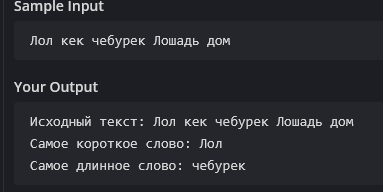 Sample Input
Лол кек чебурек Лошадь дом
Your Output
Исходный текст: Лол кек чебурек Лошадь дом
Самое короткое слово: Лол
Самое длинное слово: чебурек